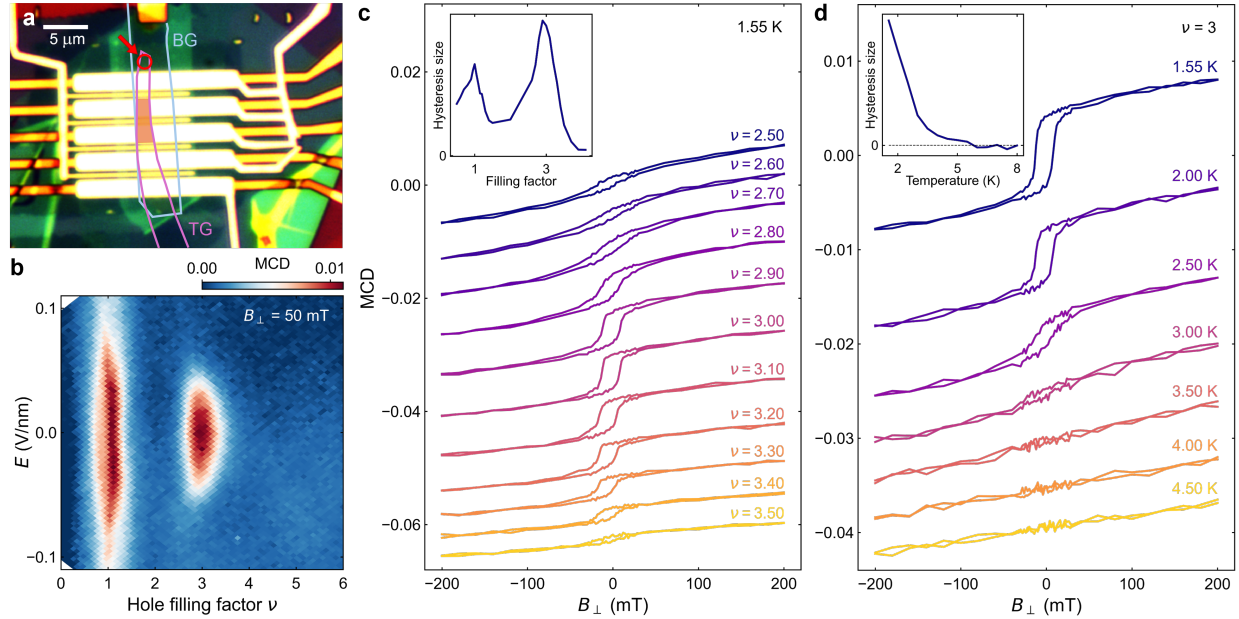 a
5 μm
BG
TG
b
0.00 MCD 0.01
B⊥ = 50 mT
0.1
0.0
−0.1
E (V/nm)
0 1 2 3 4 5 6
Hole filling factor ν
c
1.55 K
Hysteresis size
1 3
Filling factor
MCD
0.02
0.00
−0.02
−0.04
−0.06
ν = 2.50
ν = 2.60
ν = 2.70
ν = 2.80
ν = 2.90
ν = 3.00
ν = 3.10
ν = 3.20
ν = 3.30
ν = 3.40
ν = 3.50
−200 −100 0 100 200
B⊥ (mT)
d
ν = 3
Hysteresis size
2 4 6 8
Temperature (K)
0.01
0.00
−0.01
−0.02
−0.03
−0.04
1.55 K
2.00 K
2.50 K
3.00 K
3.50 K
4.00 K
4.50 K
−200 −100 0 100 200
B⊥ (mT)